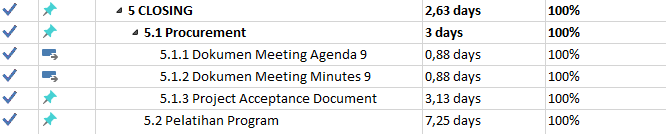 5 CLOSING 2,63 days 100%
5.1 Procurement 3 days 100%
5.1.1 Dokumen Meeting Agenda 9 0,88 days 100%
5.1.2 Dokumen Meeting Minutes 9 0,88 days 100%
5.1.3 Project Acceptance Document 3,13 days 100%
5.2 Pelatihan Program 7,25 days 100%